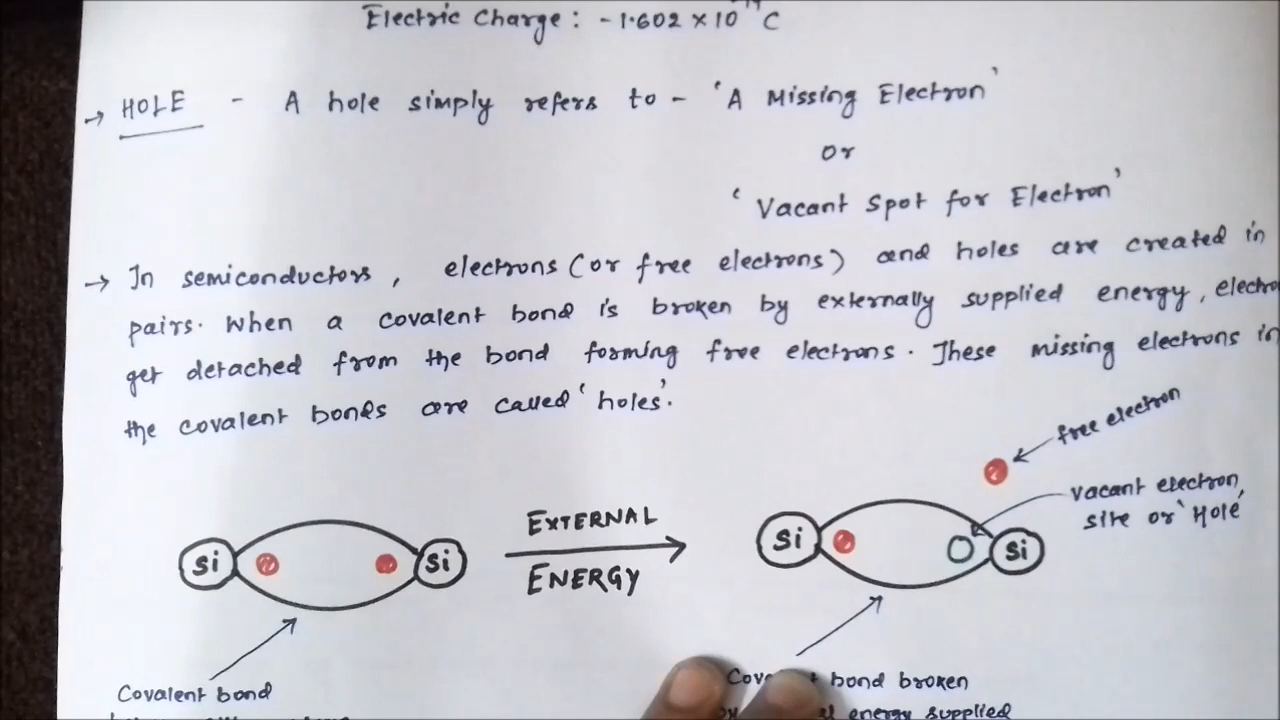 Electric Charge : -1.602 × 10⁻¹⁹ C
→ HOLE - A hole simply refers to - 'A Missing Electron'
Or
'Vacant Spot for Electron'
→ In semiconductors, electrons (or free electrons) and holes are created in
pairs. When a covalent bond is broken by externally supplied energy, electro
get detached from the bond forming free electrons. These missing electrons in
the covalent bonds are called 'holes'.
free electron
vacant electron
site or 'Hole'
Si Si
EXTERNAL
ENERGY
Si Si
Covalent bond
bond broken
energy supplied